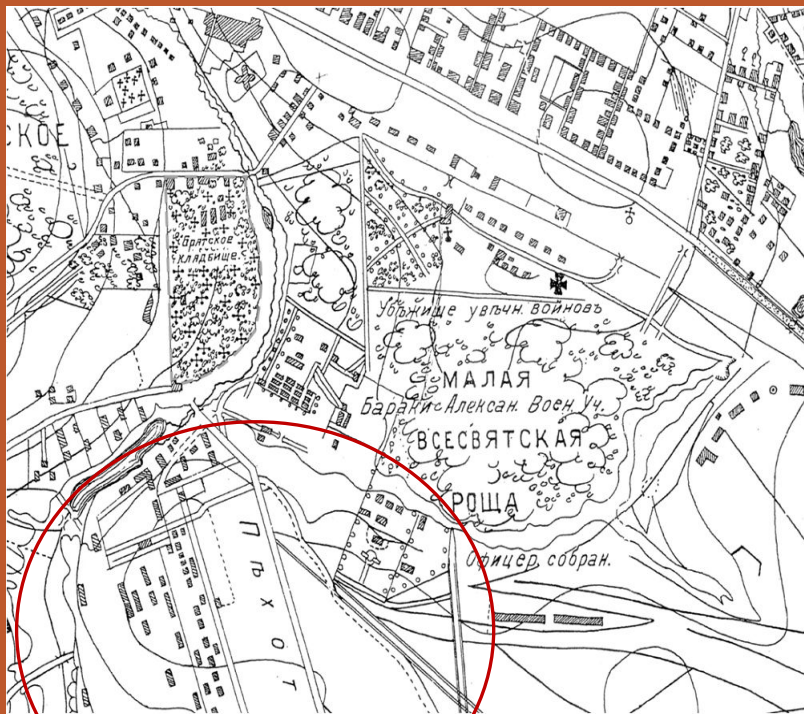 СКОЕ
Братское
кладбище.
Убѣжище увѣчн. войновъ
МАЛАЯ
Бараки Алексан. Воен. Уч.
ВСЕСВЯТСКАЯ
РОЩА
Офицер. собран.
Пѣхот